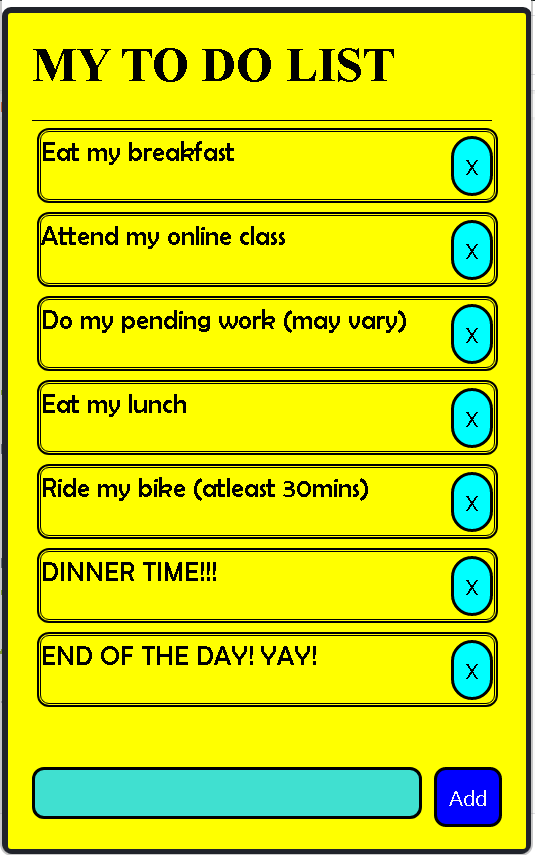 MY TO DO LIST
Eat my breakfast
X
Attend my online class
X
Do my pending work (may vary)
X
Eat my lunch
X
Ride my bike (atleast 30mins)
X
DINNER TIME!!!
X
END OF THE DAY! YAY!
X
Add